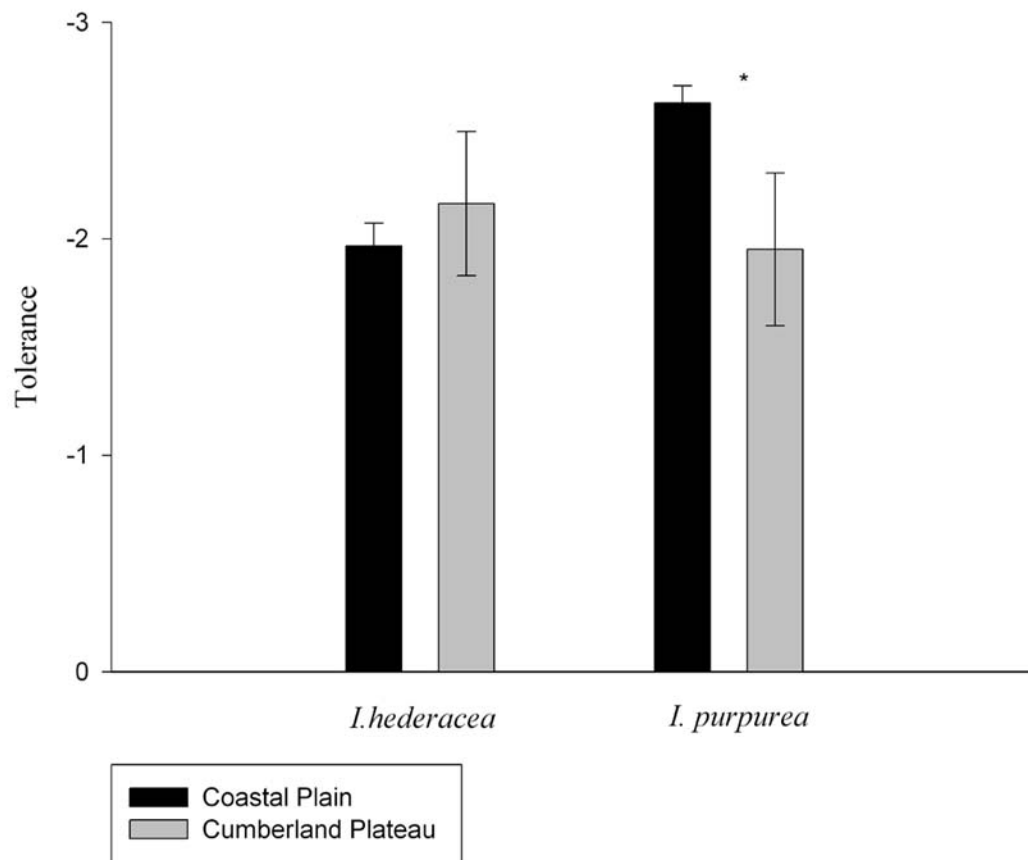 -3
*
-2
Tolerance
-1
0
I.hederacea I. purpurea
Coastal Plain
Cumberland Plateau